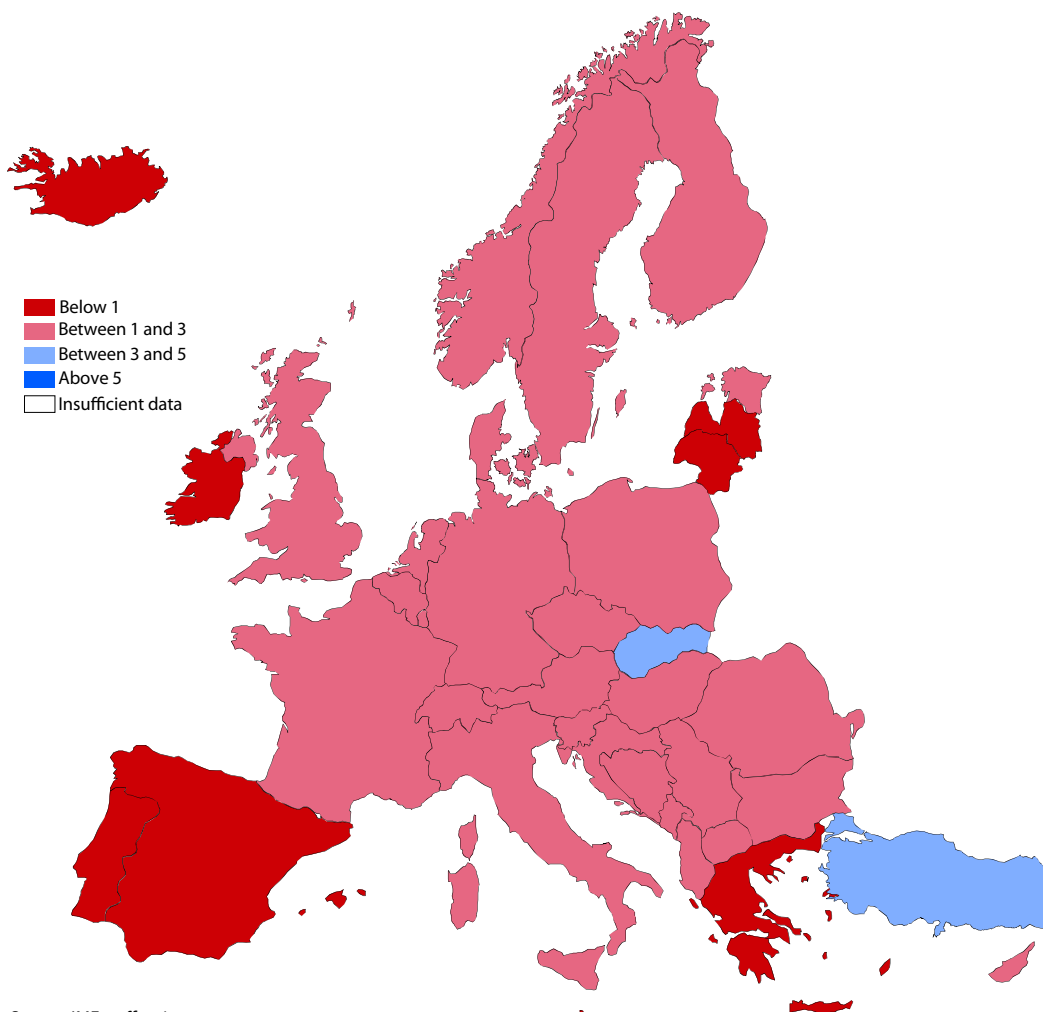 Below 1
Between 1 and 3
Between 3 and 5
Above 5
Insufficient data